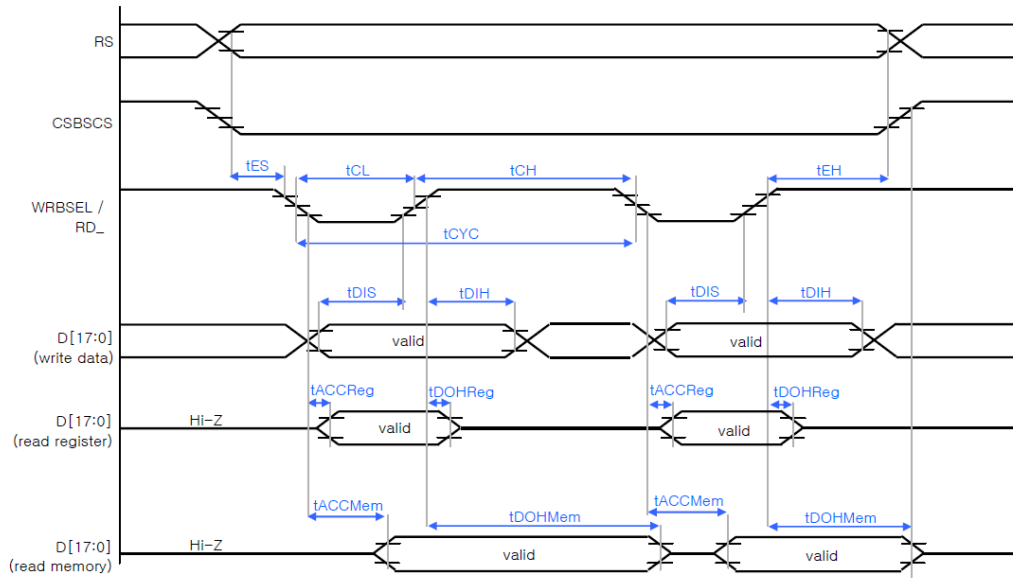 RS
CSBSCS
tES
tCL
tCH
tEH
WRBSEL /
RD_
tCYC
tDIS
tDIH
tDIS
tDIH
D[17:0]
(write data)
valid
valid
tACCReg
tDOHReg
tACCReg
tDOHReg
D[17:0]
(read register)
Hi-Z
valid
valid
tACCMem
tDOHMem
tACCMem
tDOHMem
D[17:0]
(read memory)
Hi-Z
valid
valid